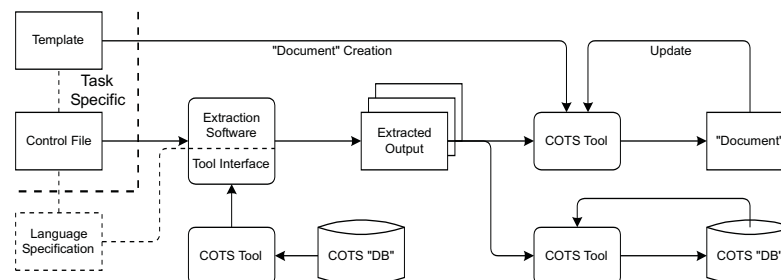 Template
"Document" Creation
Update
Task
Specific
Control File
Extraction
Software
Tool Interface
Extracted
Output
COTS Tool
"Document"
Language
Specification
COTS Tool
COTS "DB"
COTS Tool
COTS "DB"